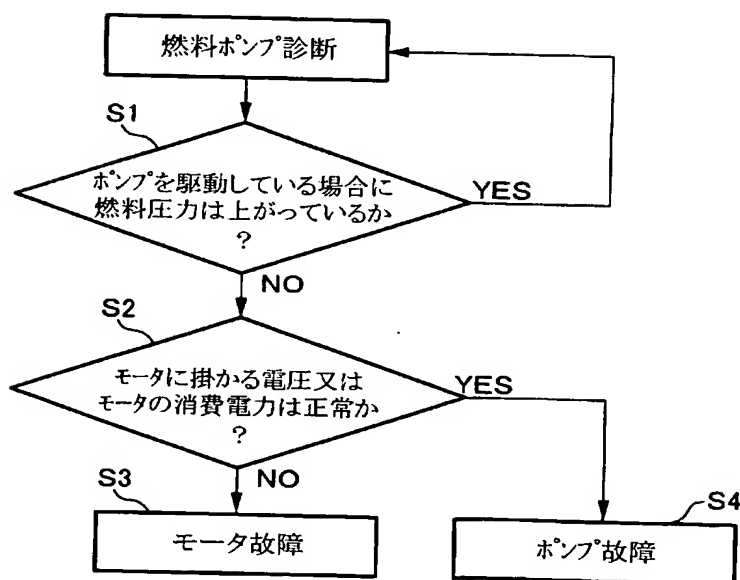 燃料ポンプ診断
S1
ポンプを駆動している場合に
燃料圧力は上がっているか
?
YES
NO
S2
モータに掛かる電圧又は
モータの消費電力は正常か
?
YES
NO
S3
モータ故障
S4
ポンプ故障